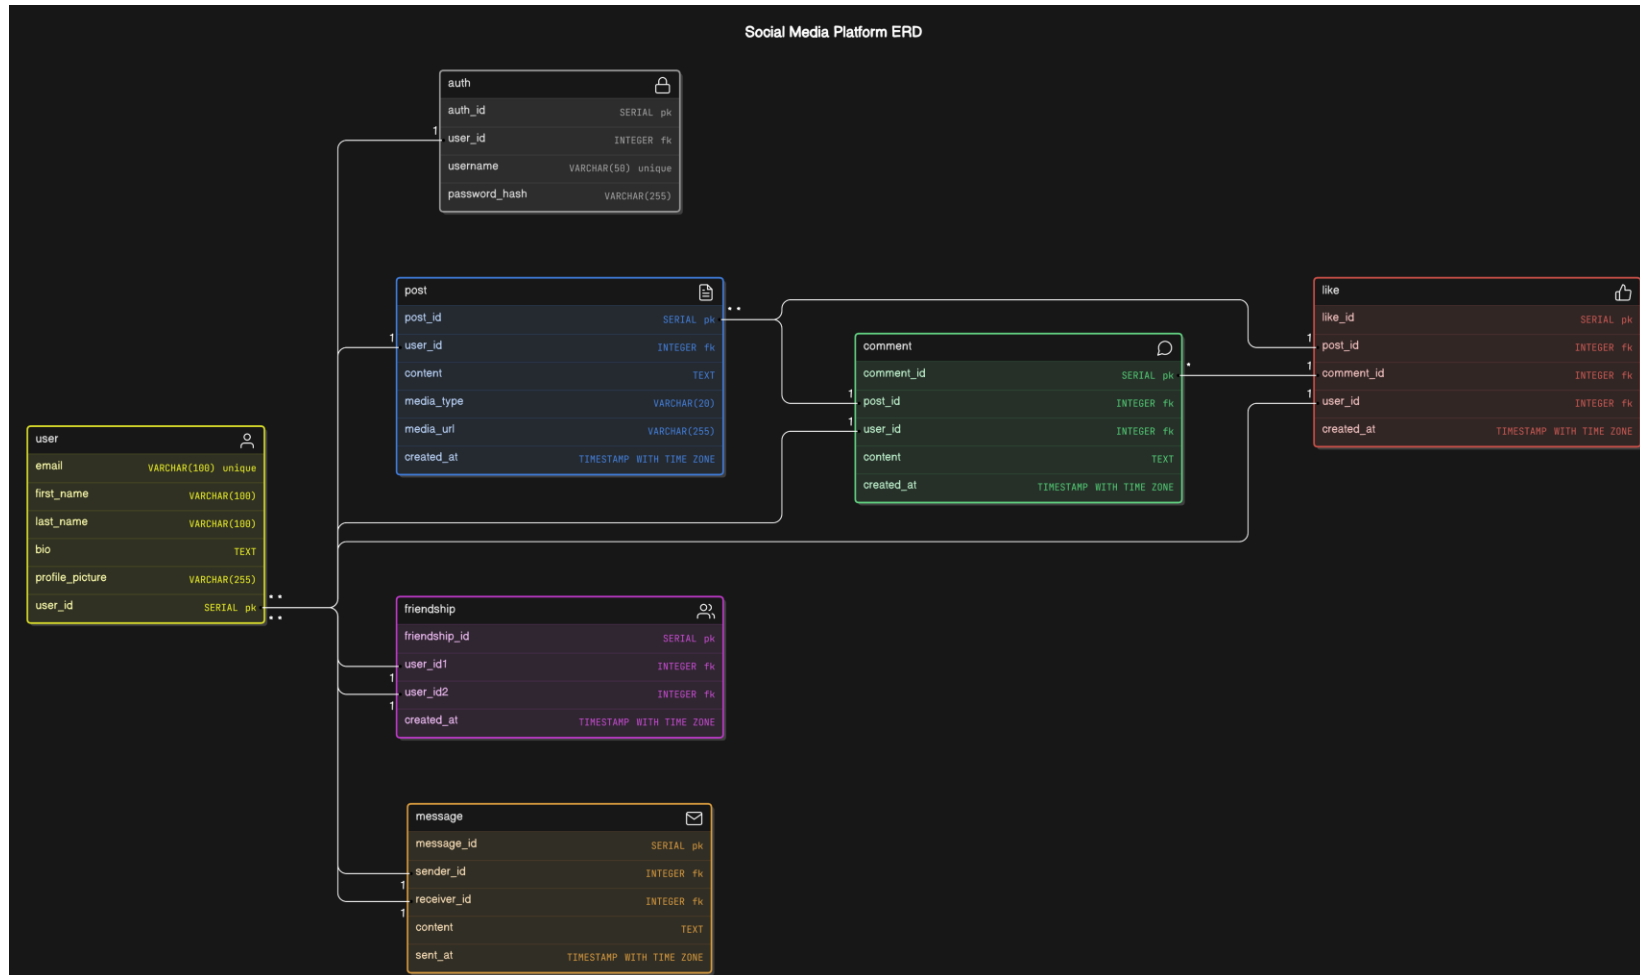 Social Media Platform ERD
auth
auth_id SERIAL pk
1
user_id INTEGER fk
username VARCHAR(50) unique
password_hash VARCHAR(255)
post
post_id SERIAL pk
1
user_id INTEGER fk
content TEXT
media_type VARCHAR(20)
media_url VARCHAR(255)
created_at TIMESTAMP WITH TIME ZONE
comment
comment_id SERIAL pk
1
post_id INTEGER fk
1
user_id INTEGER fk
content TEXT
created_at TIMESTAMP WITH TIME ZONE
like
like_id SERIAL pk
1
post_id INTEGER fk
1
comment_id INTEGER fk
1
user_id INTEGER fk
created_at TIMESTAMP WITH TIME ZONE
user
email VARCHAR(100) unique
first_name VARCHAR(100)
last_name VARCHAR(100)
bio TEXT
profile_picture VARCHAR(255)
user_id SERIAL pk
friendship
friendship_id SERIAL pk
user_id1 INTEGER fk
1
user_id2 INTEGER fk
1
created_at TIMESTAMP WITH TIME ZONE
message
message_id SERIAL pk
sender_id INTEGER fk
1
receiver_id INTEGER fk
1
content TEXT
sent_at TIMESTAMP WITH TIME ZONE